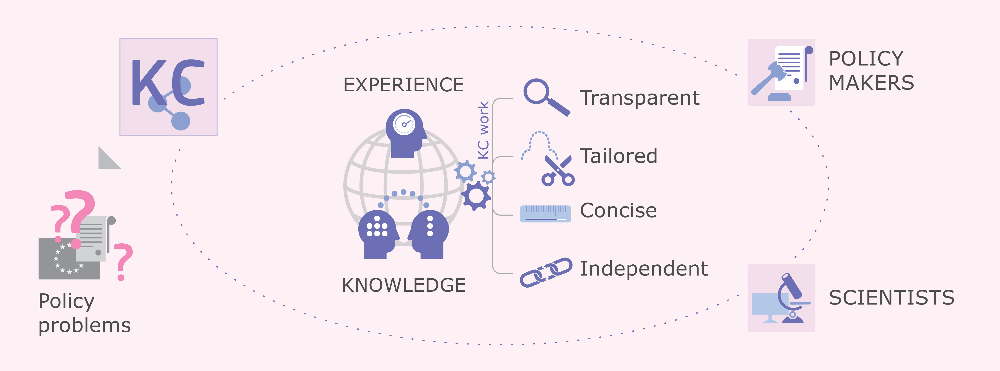 KC
POLICY
MAKERS
EXPERIENCE
KC work
Transparent
Tailored
Concise
Independent
KNOWLEDGE
? ? ?
Policy
problems
SCIENTISTS